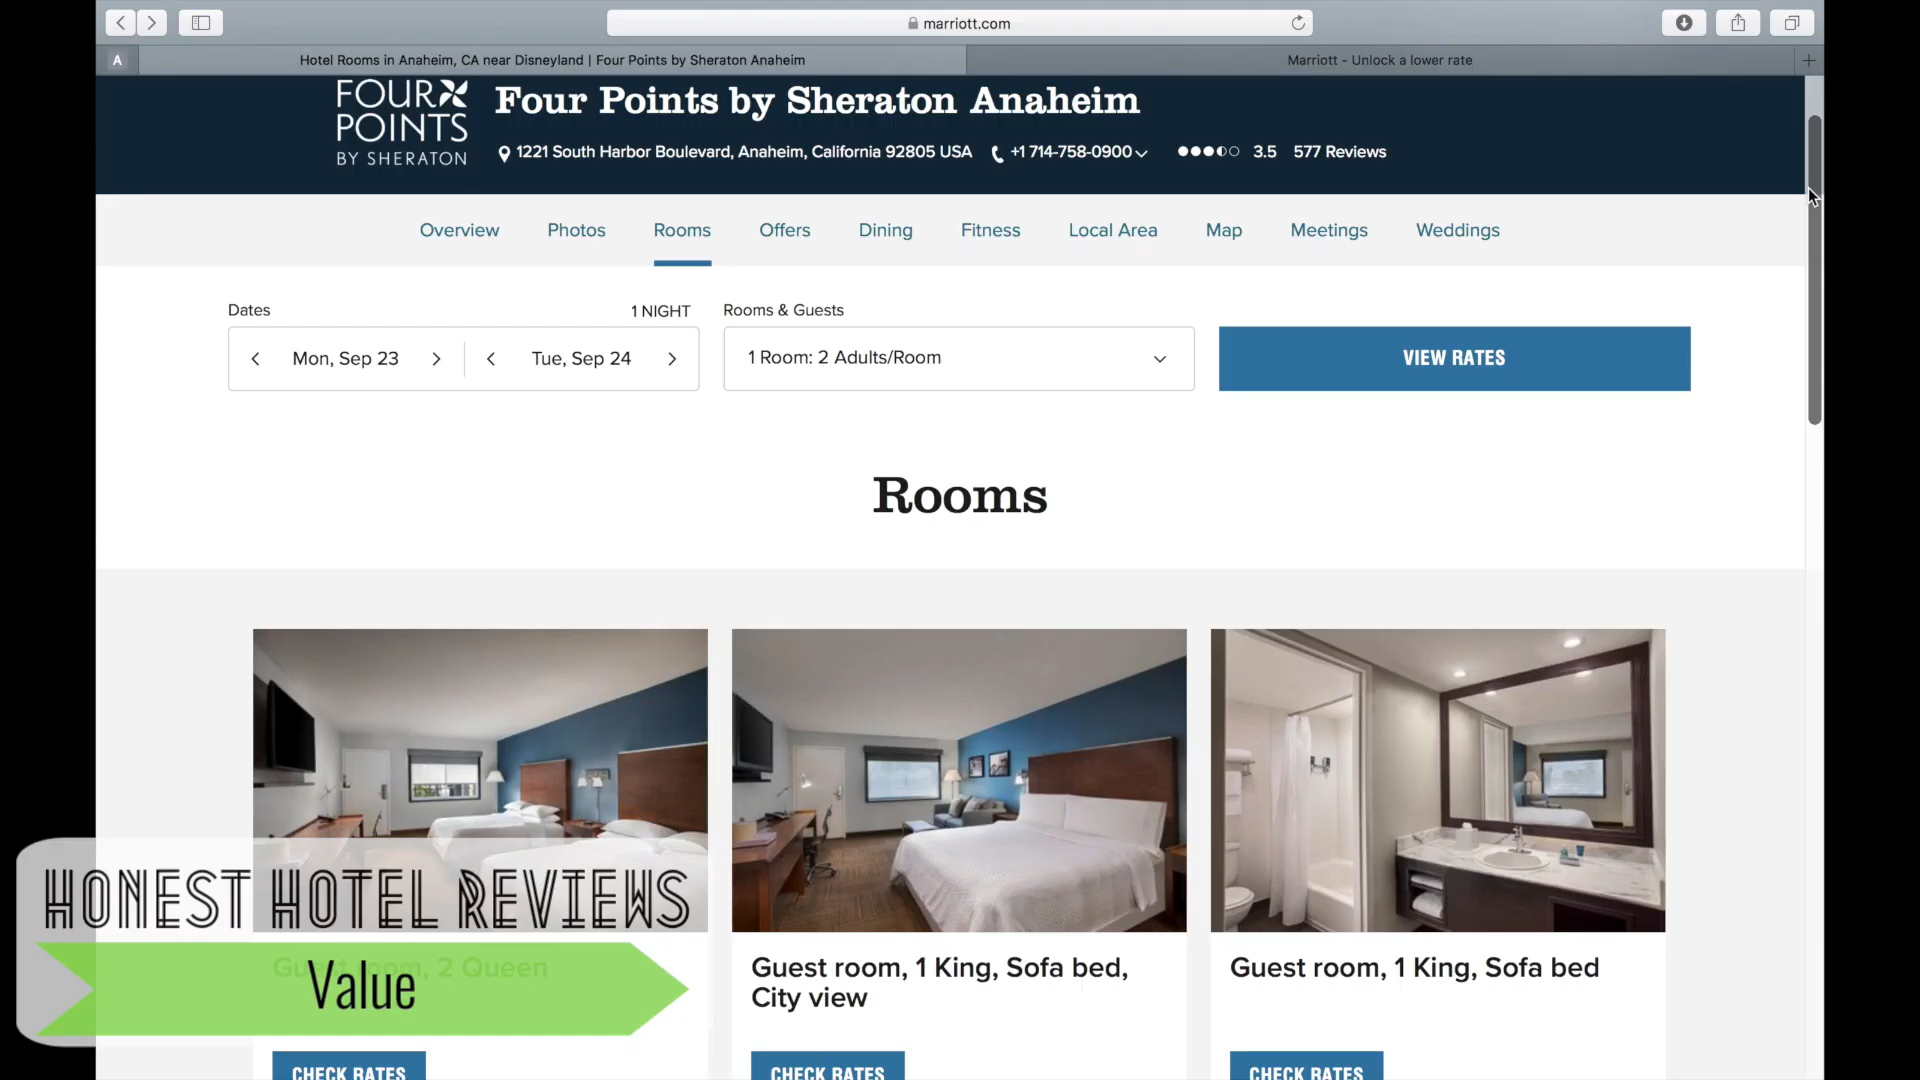 marriott.com
A
Hotel Rooms in Anaheim, CA near Disneyland | Four Points by Sheraton Anaheim
Marriott - Unlock a lower rate
FOUR
POINTS
BY SHERATON
Four Points by Sheraton Anaheim
1221 South Harbor Boulevard, Anaheim, California 92805 USA
+1 714-758-0900
3.5
577 Reviews
Overview
Photos
Rooms
Offers
Dining
Fitness
Local Area
Map
Meetings
Weddings
Dates
1 NIGHT
Rooms & Guests
Mon, Sep 23
Tue, Sep 24
1 Room: 2 Adults/Room
VIEW RATES
Rooms
HONEST HOTEL REVIEWS
Guest room, 2 Queen
Value
Guest room, 1 King, Sofa bed,
City view
Guest room, 1 King, Sofa bed
CHECK RATES
CHECK RATES
CHECK RATES